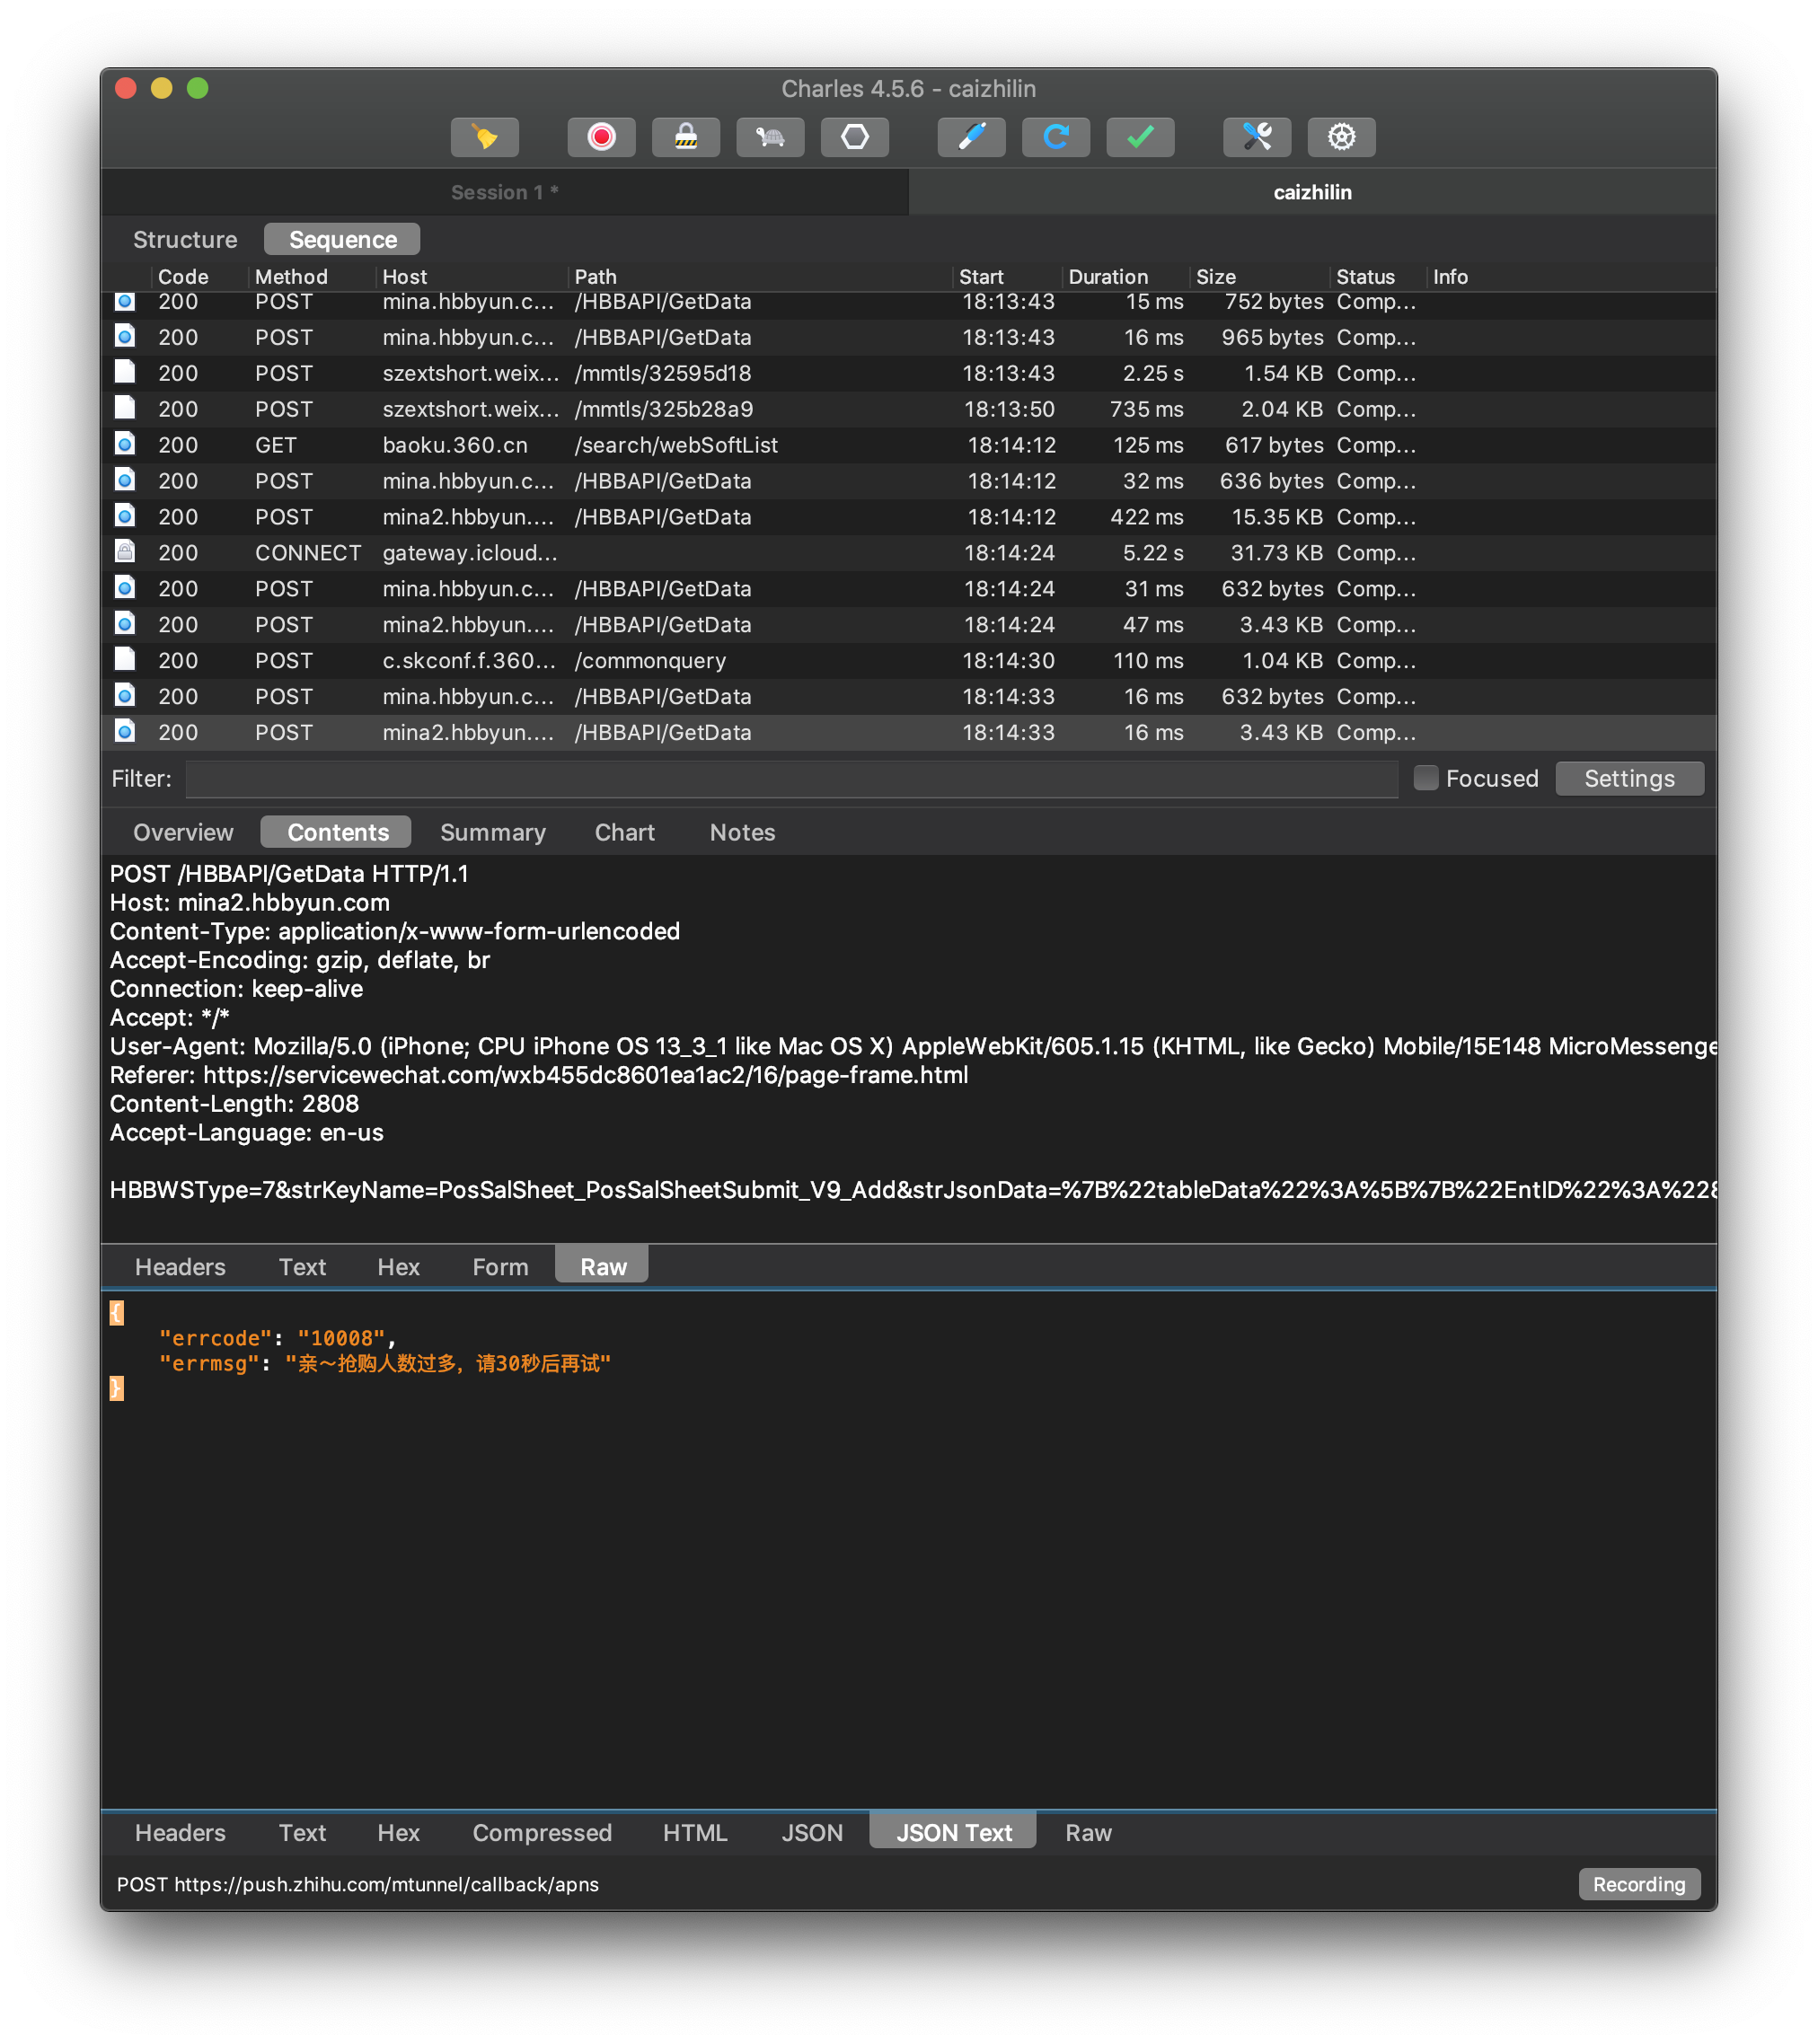 Charles 4.5.6 - caizhilin
Session 1 *
caizhilin
Structure Sequence
Code Method Host Path Start Duration Size Status Info
200 POST mina.hbbyun.c... /HBBAPI/GetData 18:13:43 15 ms 752 bytes Comp...
200 POST mina.hbbyun.c... /HBBAPI/GetData 18:13:43 16 ms 965 bytes Comp...
200 POST szextshort.weix... /mmtls/32595d18 18:13:43 2.25 s 1.54 KB Comp...
200 POST szextshort.weix... /mmtls/325b28a9 18:13:50 735 ms 2.04 KB Comp...
200 GET baoku.360.cn /search/webSoftList 18:14:12 125 ms 617 bytes Comp...
200 POST mina.hbbyun.c... /HBBAPI/GetData 18:14:12 32 ms 636 bytes Comp...
200 POST mina2.hbbyun.... /HBBAPI/GetData 18:14:12 422 ms 15.35 KB Comp...
200 CONNECT gateway.icloud... 18:14:24 5.22 s 31.73 KB Comp...
200 POST mina.hbbyun.c... /HBBAPI/GetData 18:14:24 31 ms 632 bytes Comp...
200 POST mina2.hbbyun.... /HBBAPI/GetData 18:14:24 47 ms 3.43 KB Comp...
200 POST c.skconf.f.360... /commonquery 18:14:30 110 ms 1.04 KB Comp...
200 POST mina.hbbyun.c... /HBBAPI/GetData 18:14:33 16 ms 632 bytes Comp...
200 POST mina2.hbbyun.... /HBBAPI/GetData 18:14:33 16 ms 3.43 KB Comp...
Filter: Focused Settings
Overview Contents Summary Chart Notes
POST /HBBAPI/GetData HTTP/1.1
Host: mina2.hbbyun.com
Content-Type: application/x-www-form-urlencoded
Accept-Encoding: gzip, deflate, br
Connection: keep-alive
Accept: */*
User-Agent: Mozilla/5.0 (iPhone; CPU iPhone OS 13_3_1 like Mac OS X) AppleWebKit/605.1.15 (KHTML, like Gecko) Mobile/15E148 MicroMessenge
Referer: https://servicewechat.com/wxb455dc8601ea1ac2/16/page-frame.html
Content-Length: 2808
Accept-Language: en-us
HBBWSType=7&strKeyName=PosSalSheet_PosSalSheetSubmit_V9_Add&strJsonData=%7B%22tableData%22%3A%5B%7B%22EntID%22%3A%228
Headers Text Hex Form Raw
{
"errcode": "10008",
"errmsg": "亲～抢购人数过多，请30秒后再试"
}
Headers Text Hex Compressed HTML JSON JSON Text Raw
POST https://push.zhihu.com/mtunnel/callback/apns
Recording